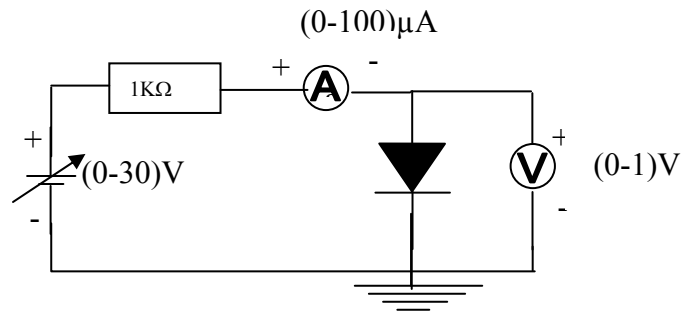 (0-100)µA
+ -
1KΩ
A
+
(0-30)V
-
V
+
(0-1)V
-